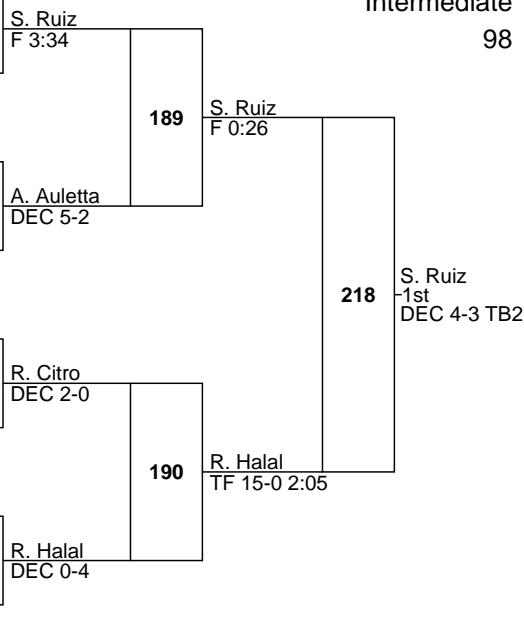 Intermediate
98
S. Ruiz
F 3:34
189
S. Ruiz
F 0:26
A. Auletta
DEC 5-2
218
S. Ruiz
1st
DEC 4-3 TB2
R. Citro
DEC 2-0
190
R. Halal
TF 15-0 2:05
R. Halal
DEC 0-4